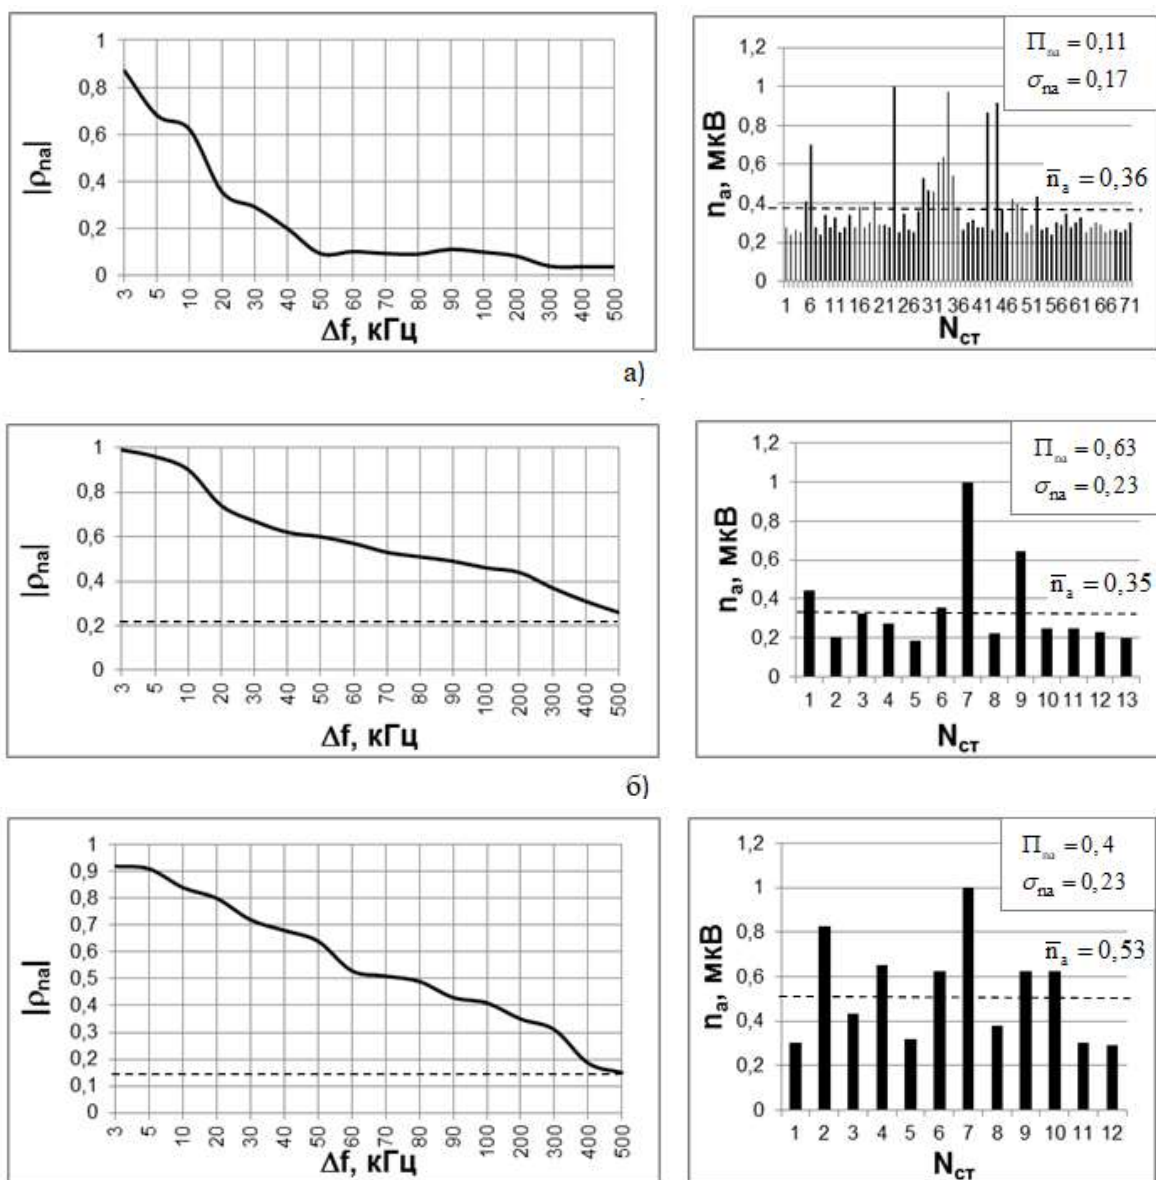 1
0,8
0,6
0,4
0,2
0
|ρna|
3 5 10 20 30 40 50 60 70 80 90 100 200 300 400 500
Δf, кГц
1,2
1
0,8
0,6
0,4
0,2
0
nа, мкВ
Πna = 0,11
σna = 0,17
n̄а = 0,36
1 6 11 16 21 26 31 36 41 46 51 56 61 66 71
Nст
а)
1
0,8
0,6
0,4
0,2
0
|ρna|
3 5 10 20 30 40 50 60 70 80 90 100 200 300 400 500
Δf, кГц
1,2
1
0,8
0,6
0,4
0,2
0
nа, мкВ
Πna = 0,63
σna = 0,23
n̄а = 0,35
1 2 3 4 5 6 7 8 9 10 11 12 13
Nст
б)
1
0,9
0,8
0,7
0,6
0,5
0,4
0,3
0,2
0,1
0
|ρna|
3 5 10 20 30 40 50 60 70 80 90 100 200 300 400 500
Δf, кГц
1,2
1
0,8
0,6
0,4
0,2
0
nа, мкВ
Πna = 0,4
σna = 0,23
n̄а = 0,53
1 2 3 4 5 6 7 8 9 10 11 12
Nст